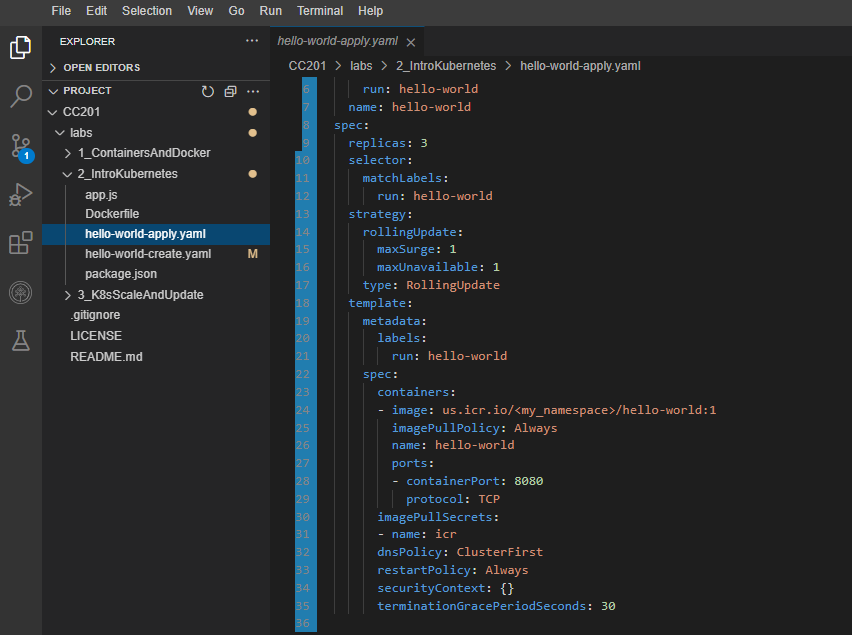 File Edit Selection View Go Run Terminal Help
EXPLORER
OPEN EDITORS
PROJECT
CC201
labs
1_ContainersAndDocker
2_IntroKubernetes
app.js
Dockerfile
hello-world-apply.yaml
hello-world-create.yaml M
package.json
3_K8sScaleAndUpdate
.gitignore
LICENSE
README.md
1
hello-world-apply.yaml
CC201 > labs > 2_IntroKubernetes > hello-world-apply.yaml
6 run: hello-world
7 name: hello-world
8 spec:
9 replicas: 3
10 selector:
11 matchLabels:
12 run: hello-world
13 strategy:
14 rollingUpdate:
15 maxSurge: 1
16 maxUnavailable: 1
17 type: RollingUpdate
18 template:
19 metadata:
20 labels:
21 run: hello-world
22 spec:
23 containers:
24 - image: us.icr.io/<my_namespace>/hello-world:1
25 imagePullPolicy: Always
26 name: hello-world
27 ports:
28 - containerPort: 8080
29 protocol: TCP
30 imagePullSecrets:
31 - name: icr
32 dnsPolicy: ClusterFirst
33 restartPolicy: Always
34 securityContext: {}
35 terminationGracePeriodSeconds: 30
36